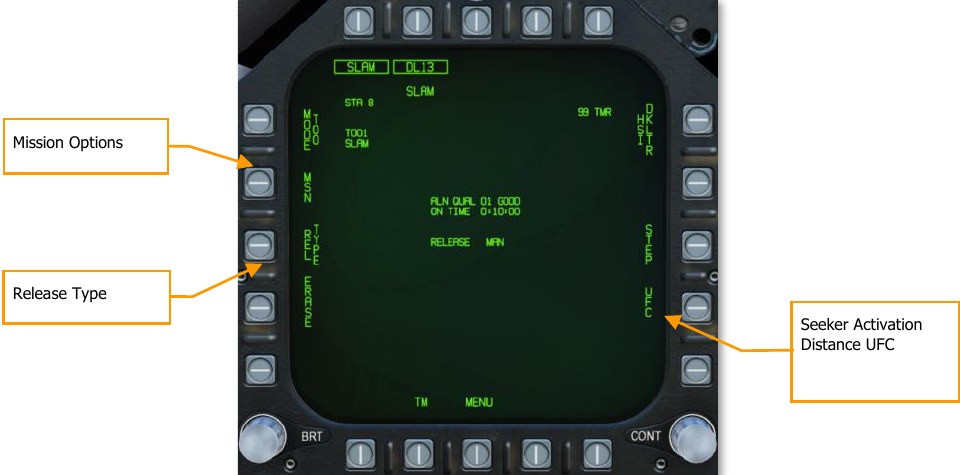 SLAM DL13
SLAM
STA 8
99 TMR
TOO1
SLAM
MODE
TOO
HSI
DKLTR
Mission Options
MSN
ALN QUAL 01 GOOD
ON TIME 0:10:00
RELEASE MAN
REL
TYPE
STEP
Release Type
ERASE
UFC
Seeker Activation
Distance UFC
TM MENU
BRT
CONT